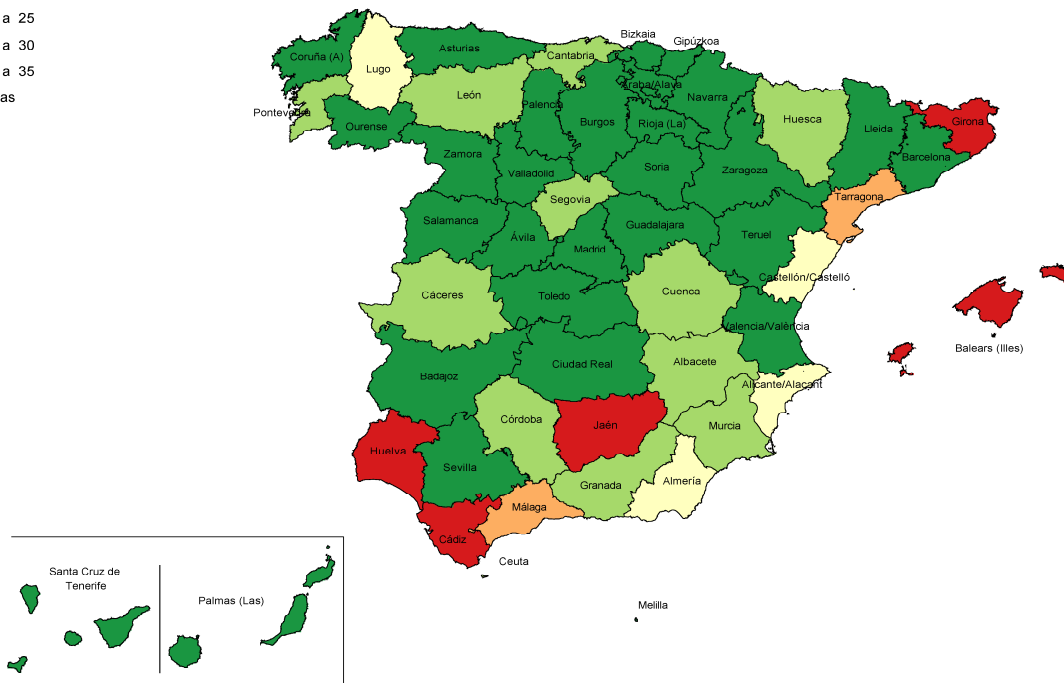 a 25
a 30
a 35
as
Bizkaia
Gipúzkoa
Coruña (A)
Asturias
Cantabria
Lugo
Araba/Alava
León
Palencia
Navarra
Pontevedra
Ourense
Burgos
Rioja (La)
Huesca
Lleida
Girona
Zamora
Barcelona
Valladolid
Soria
Zaragoza
Segovia
Tarragona
Salamanca
Ávila
Guadalajara
Teruel
Madrid
Castellón/Castelló
Cáceres
Toledo
Cuenca
Valencia/València
Balears (Illes)
Badajoz
Ciudad Real
Albacete
Alicante/Alacant
Córdoba
Jaén
Murcia
Huelva
Sevilla
Granada
Almería
Málaga
Cádiz
Ceuta
Santa Cruz de
Tenerife
Palmas (Las)
Melilla